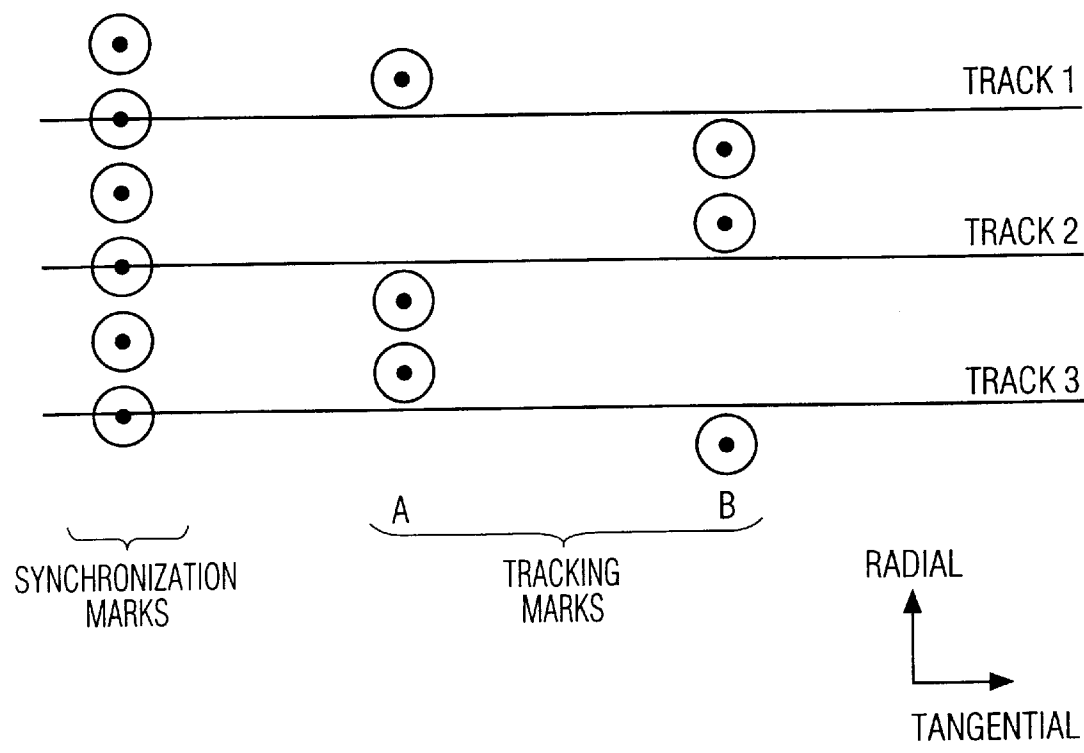 TRACK 1
TRACK 2
TRACK 3
A
B
SYNCHRONIZATION
MARKS
TRACKING
MARKS
RADIAL
TANGENTIAL